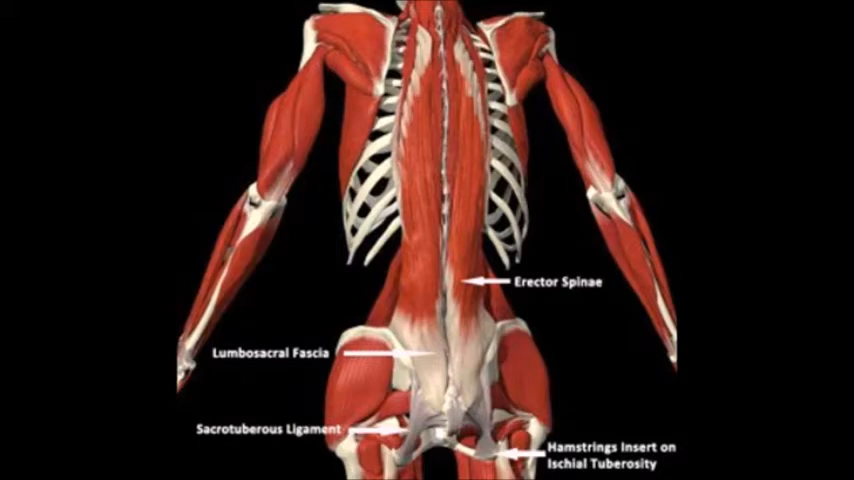 Erector Spinae
Lumbosacral Fascia
Sacrotuberous Ligament
Hamstrings Insert on
Ischial Tuberosity